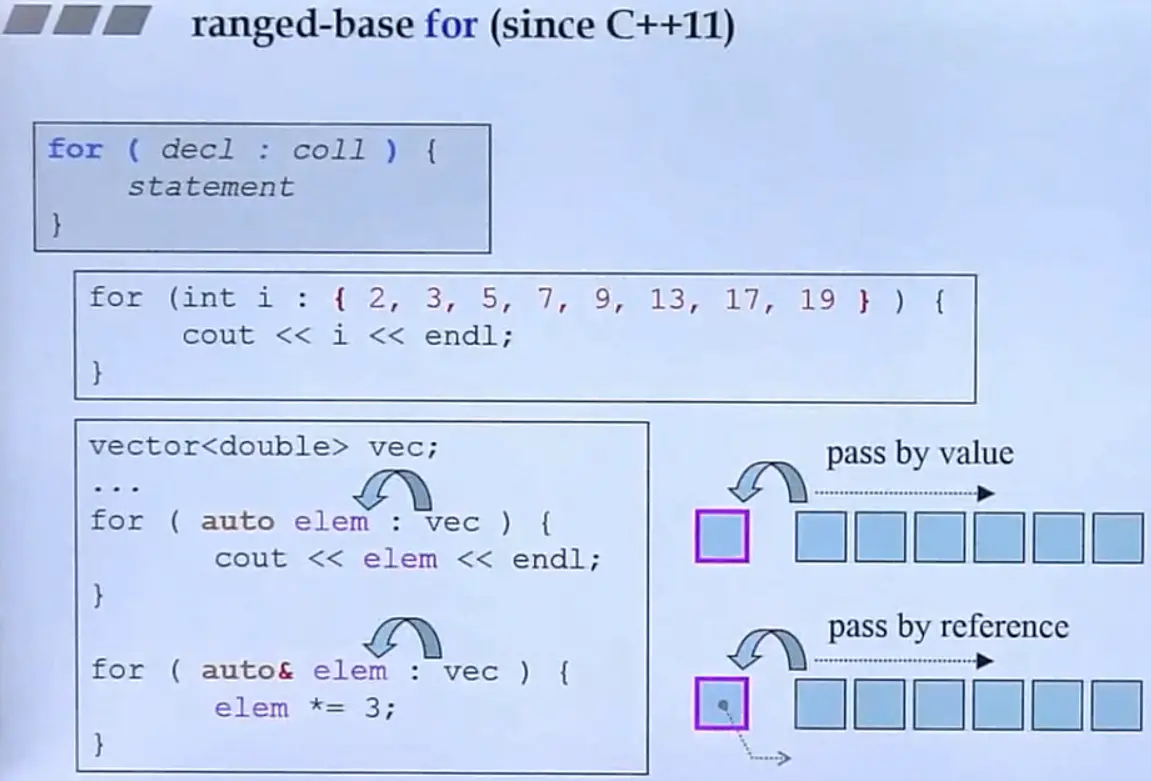 ranged-base for (since C++11)
for ( decl : coll ) {
statement
}
for (int i : { 2, 3, 5, 7, 9, 13, 17, 19 } ) {
cout << i << endl;
}
vector<double> vec;
...
for ( auto elem : vec ) {
cout << elem << endl;
}
for ( auto& elem : vec ) {
elem *= 3;
}
pass by value
pass by reference